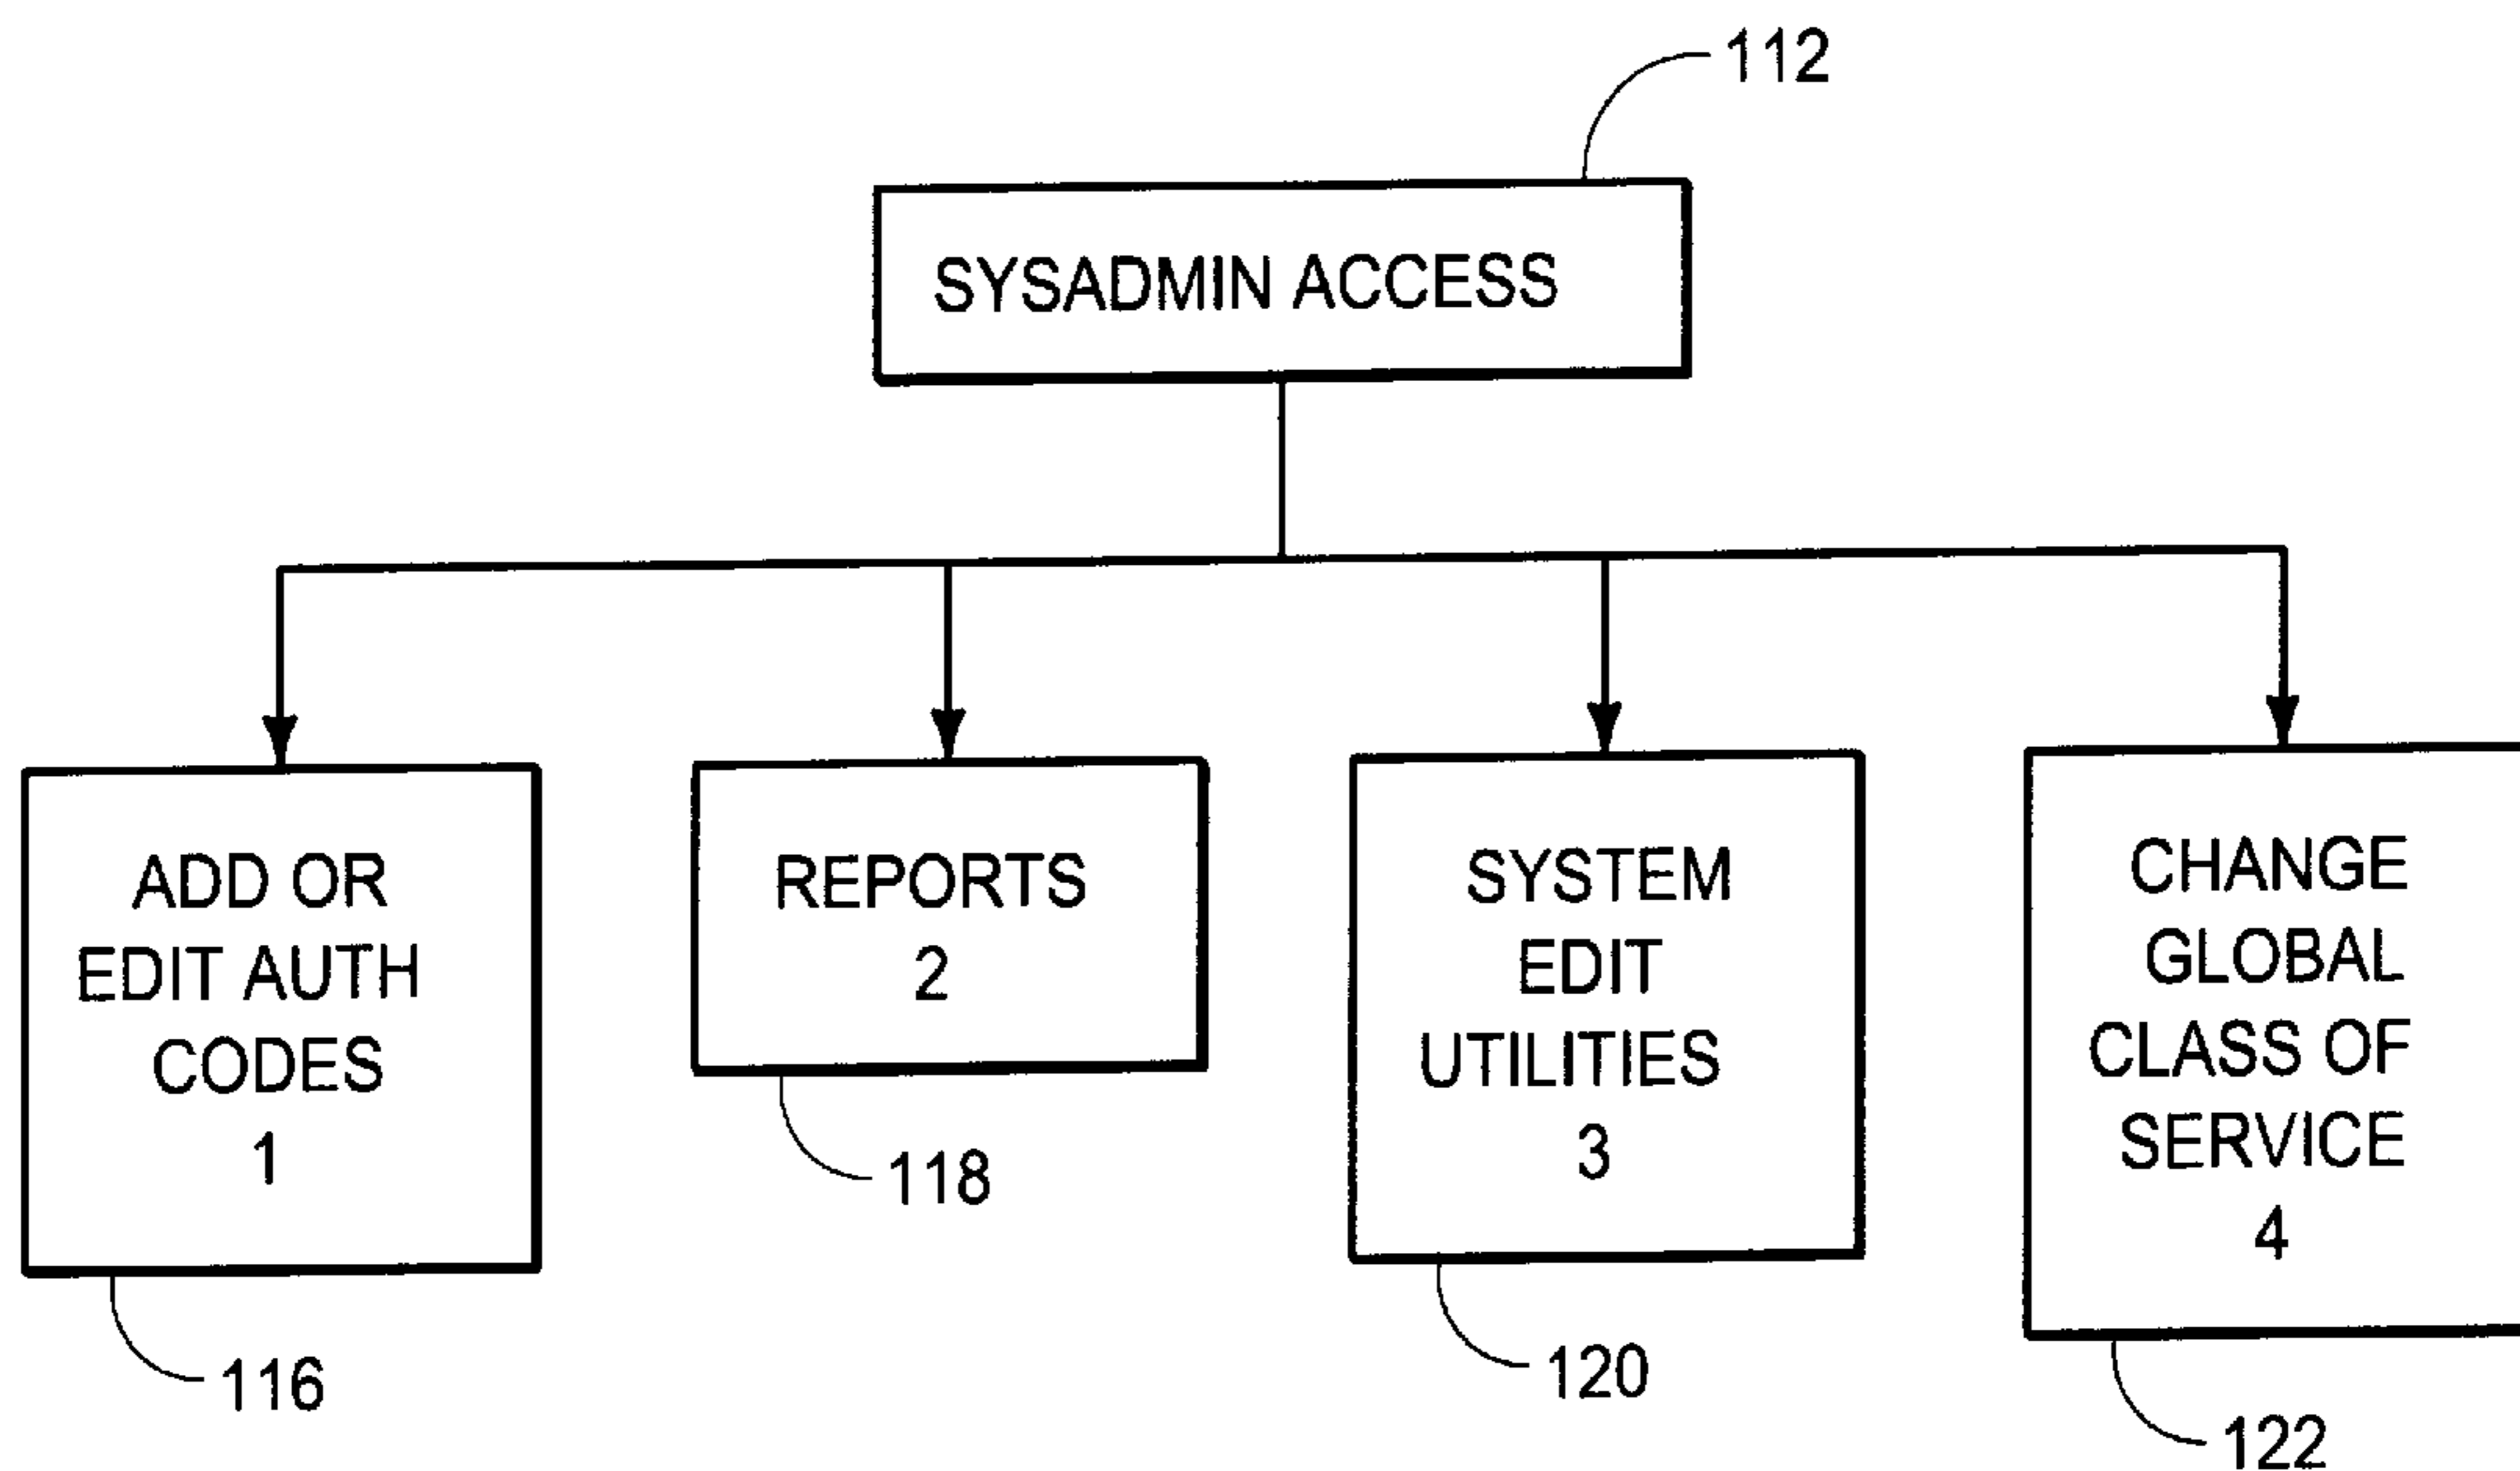 112
SYSADMIN ACCESS
ADD OR
EDIT AUTH
CODES
1
116
REPORTS
2
118
SYSTEM
EDIT
UTILITIES
3
120
CHANGE
GLOBAL
CLASS OF
SERVICE
4
122